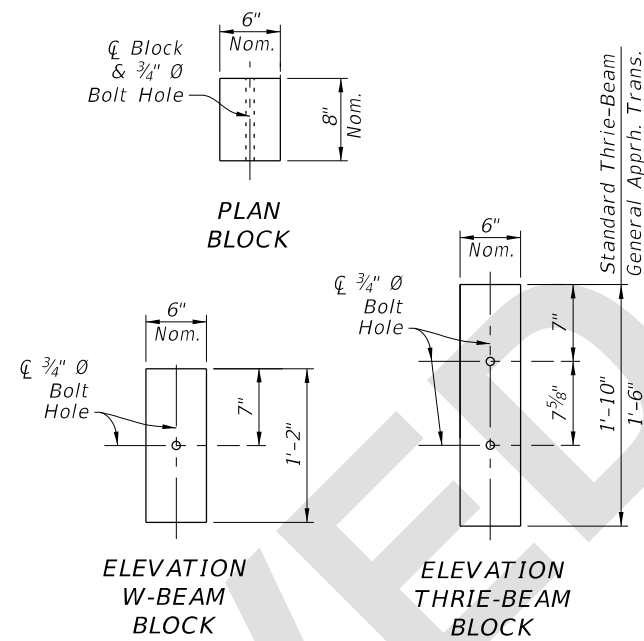 6"
Nom.
℄ Block
& ¾" Ø
Bolt Hole
8"
Nom.
PLAN
BLOCK
6"
Nom.
℄ ¾" Ø
Bolt
Hole
7"
1'-2"
ELEVATION
W-BEAM
BLOCK
6"
Nom.
℄ ¾" Ø
Bolt
Hole
7"
7⅝"
1'-10"
1'-6"
Standard Thrie-Beam
General Apprh. Trans.
ELEVATION
THRIE-BEAM
BLOCK